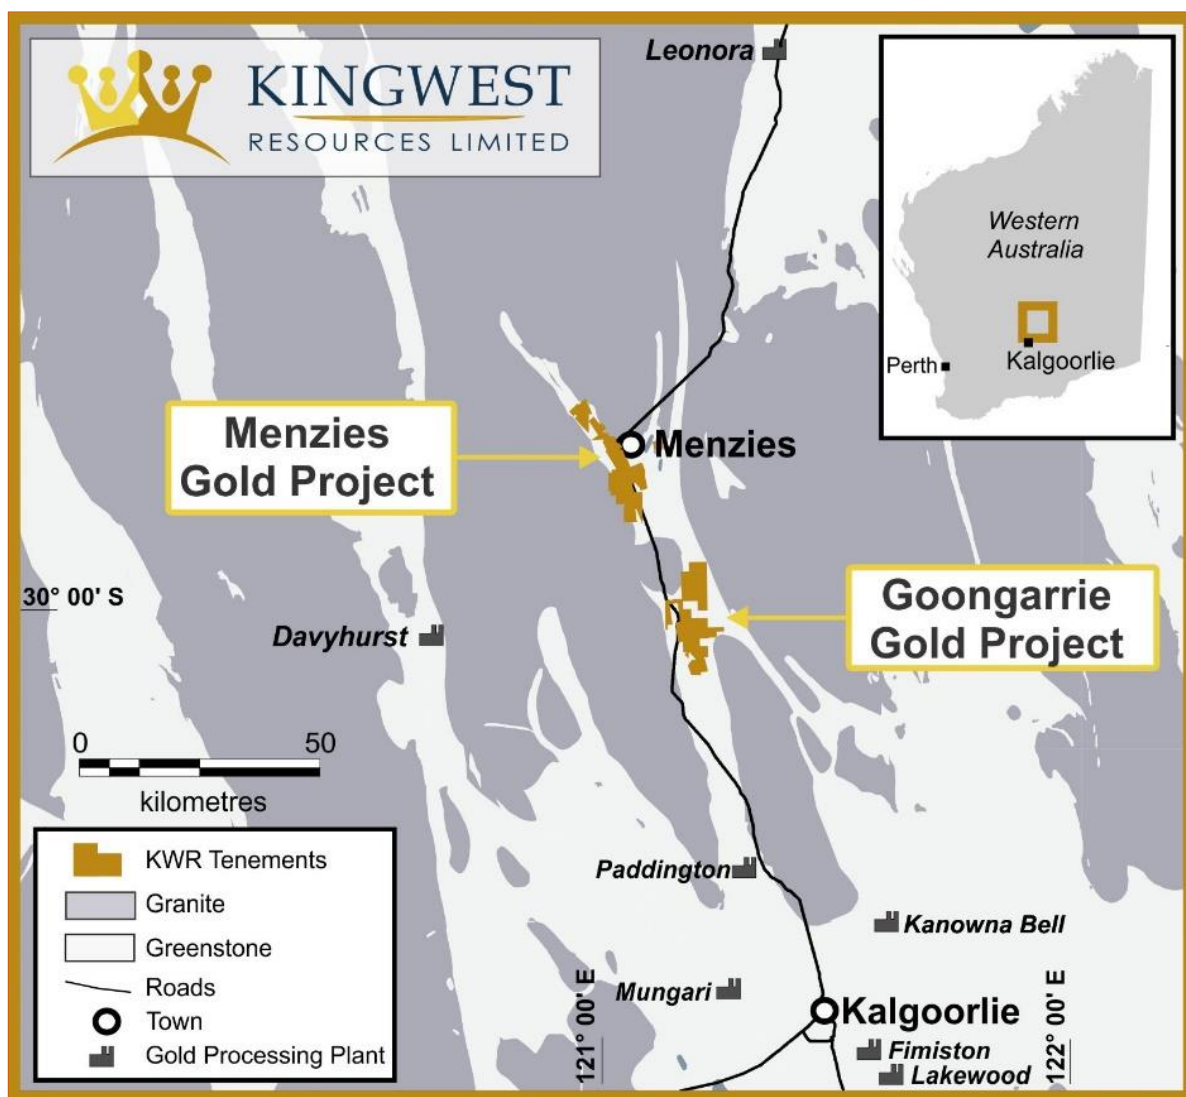 KINGWEST
RESOURCES LIMITED
Leonora
Western
Australia
Perth
Kalgoorlie
Menzies
Gold Project
Menzies
Goongarrie
Gold Project
30° 00' S
Davyhurst
0 50
kilometres
KWR Tenements
Granite
Greenstone
Roads
Town
Gold Processing Plant
Paddington
Kanowna Bell
Mungari
Kalgoorlie
Fimiston
Lakewood
121° 00' E
122° 00' E